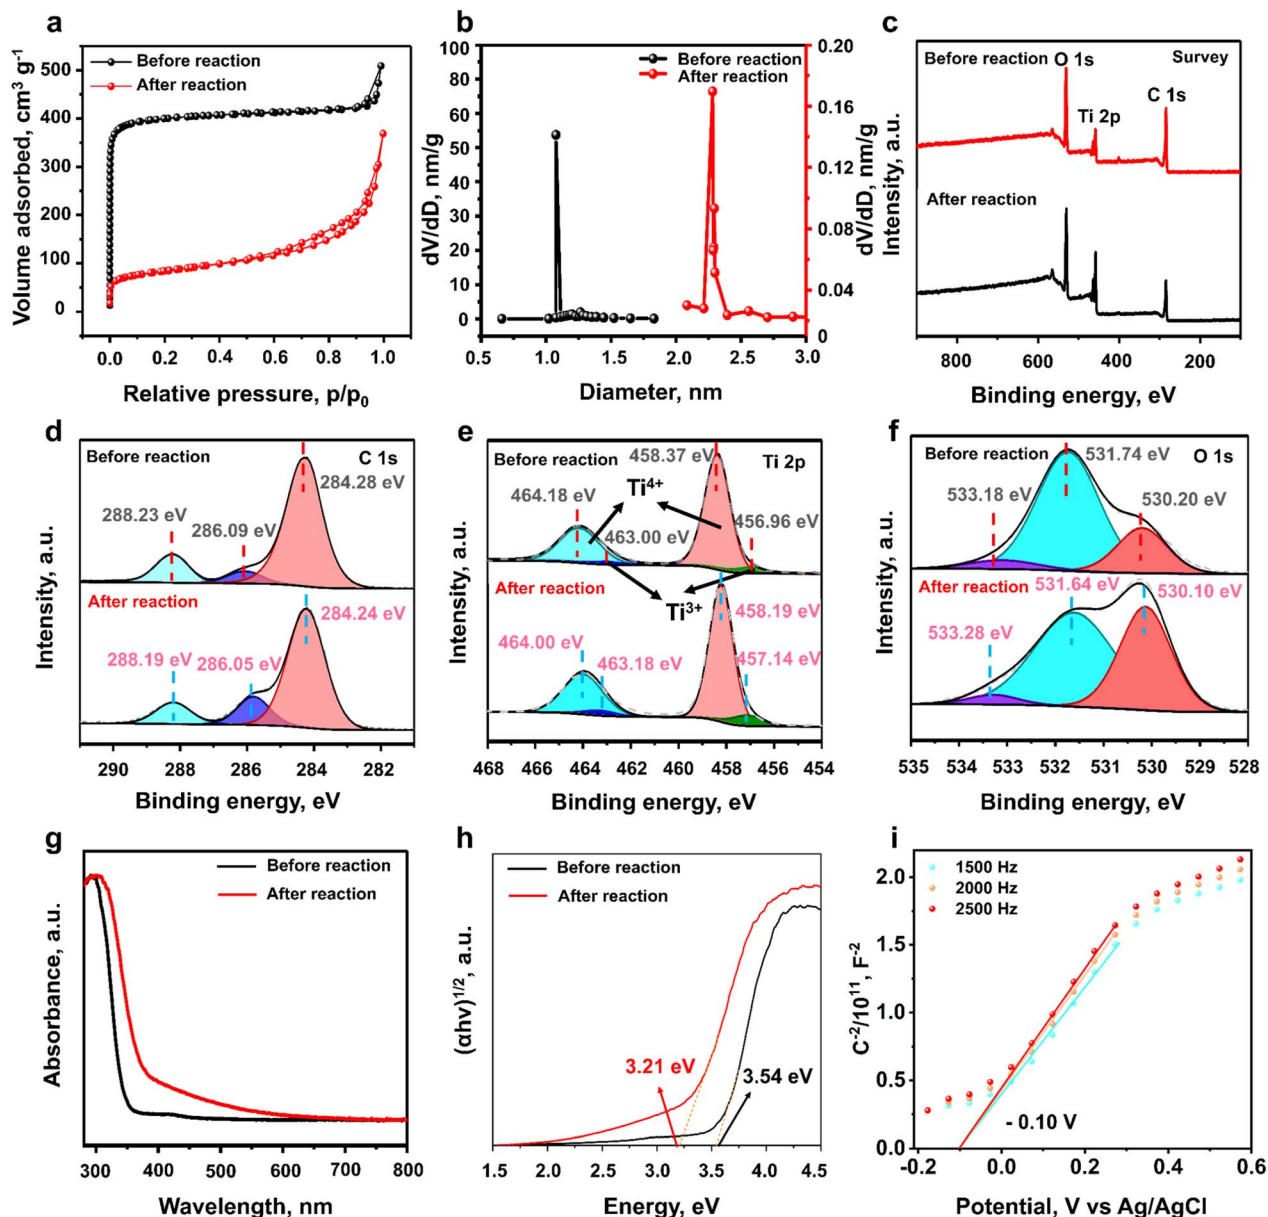 a
Before reaction
After reaction
Volume adsorbed, cm³ g⁻¹
500
400
300
200
100
0
0.0 0.2 0.4 0.6 0.8 1.0
Relative pressure, p/p₀
b
Before reaction
After reaction
dV/dD, nm/g
100
90
80
70
60
50
40
30
20
10
0
0.20
0.16
0.12
0.08
0.04
0
dV/dD, nm/g
0.5 1.0 1.5 2.0 2.5 3.0
Diameter, nm
c
Before reaction O 1s Survey
Ti 2p C 1s
After reaction
Intensity, a.u.
800 600 400 200
Binding energy, eV
d
Before reaction C 1s
284.28 eV
288.23 eV
286.09 eV
After reaction
284.24 eV
288.19 eV 286.05 eV
Intensity, a.u.
290 288 286 284 282
Binding energy, eV
e
Before reaction 458.37 eV Ti 2p
464.18 eV Ti⁴⁺
463.00 eV 456.96 eV
After reaction
Ti³⁺ 458.19 eV
464.00 eV
463.18 eV 457.14 eV
Intensity, a.u.
468 466 464 462 460 458 456 454
Binding energy, eV
f
Before reaction 531.74 eV O 1s
533.18 eV 530.20 eV
After reaction 531.64 eV 530.10 eV
533.28 eV
Intensity, a.u.
535 534 533 532 531 530 529 528
Binding energy, eV
g
Before reaction
After reaction
Absorbance, a.u.
300 400 500 600 700 800
Wavelength, nm
h
Before reaction
After reaction
(αhv)¹ᐟ², a.u.
3.21 eV
3.54 eV
1.5 2.0 2.5 3.0 3.5 4.0 4.5
Energy, eV
i
1500 Hz
2000 Hz
2500 Hz
C⁻²/10¹¹, F⁻²
2.0
1.5
1.0
0.5
0.0
- 0.10 V
-0.2 0.0 0.2 0.4 0.6
Potential, V vs Ag/AgCl